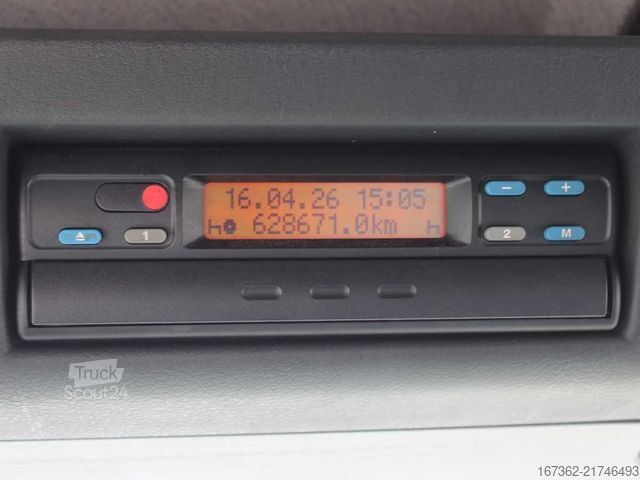 16.04.26 15:05
628671.0km
1
2
M
− +
Truck
Scout24
167362-21746493